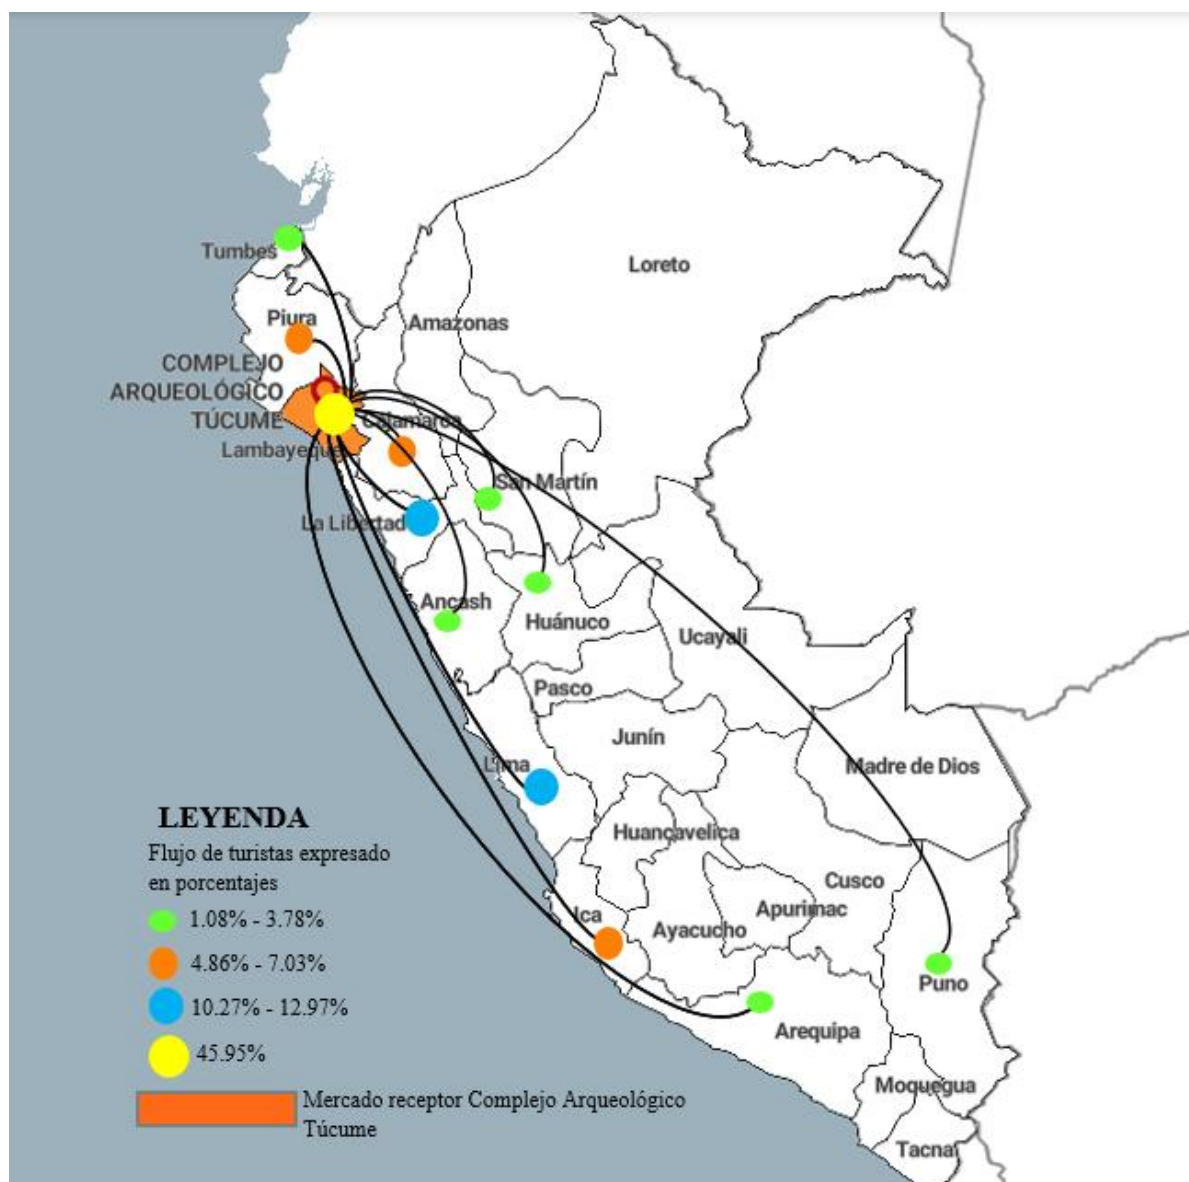 Tumbes
Loreto
Piura
Amazonas
COMPLEJO
ARQUEOLÓGICO
TÚCUME
Cajamarca
Lambayeque
San Martín
La Libertad
Ancash
Huánuco
Ucayali
Pasco
Junín
Lima
Madre de Dios
Huancavelica
Cusco
Apurimac
Ica
Ayacucho
Puno
Arequipa
Moquegua
Tacna
LEYENDA
Flujo de turistas expresado
en porcentajes
1.08% - 3.78%
4.86% - 7.03%
10.27% - 12.97%
45.95%
Mercado receptor Complejo Arqueológico
Túcume